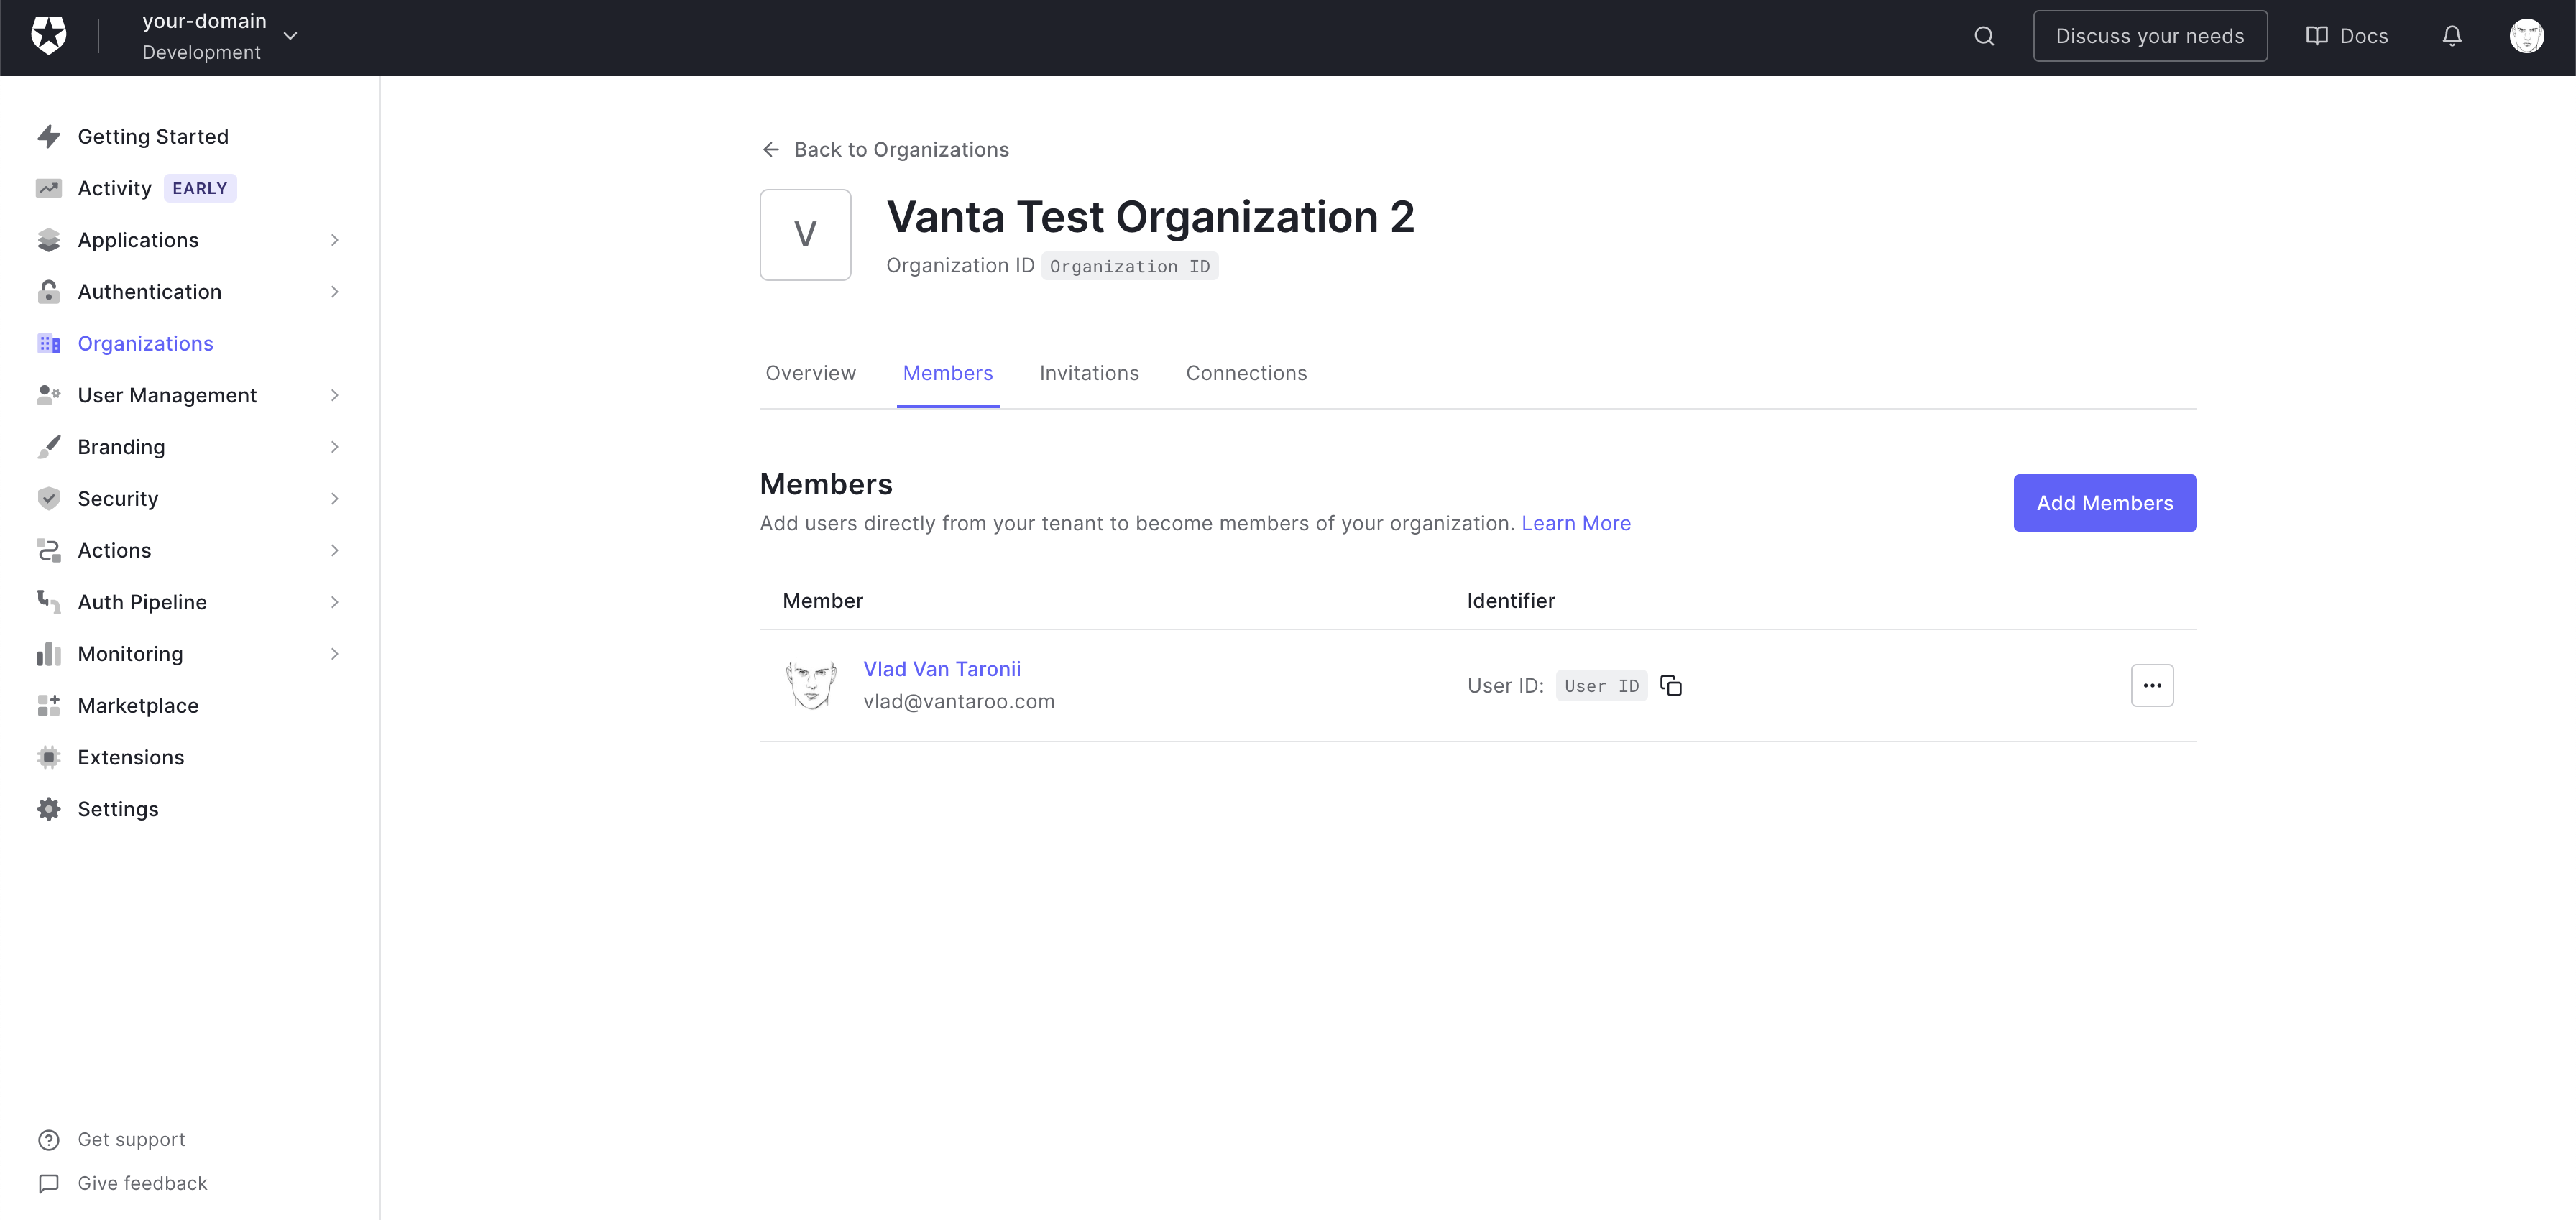 your-domain
Development
Discuss your needs
Docs
Getting Started
Activity EARLY
Applications
Authentication
Organizations
User Management
Branding
Security
Actions
Auth Pipeline
Monitoring
Marketplace
Extensions
Settings
Get support
Give feedback
Back to Organizations
V
Vanta Test Organization 2
Organization ID Organization ID
Overview Members Invitations Connections
Members
Add users directly from your tenant to become members of your organization. Learn More
Add Members
Member Identifier
Vlad Van Taronii
vlad@vantaroo.com
User ID: User ID